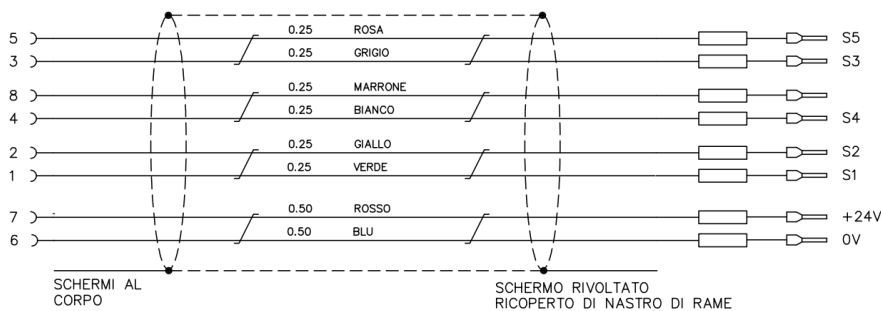 5 0.25 ROSA S5
3 0.25 GRIGIO S3
8 0.25 MARRONE
4 0.25 BIANCO S4
2 0.25 GIALLO S2
1 0.25 VERDE S1
7 0.50 ROSSO +24V
6 0.50 BLU 0V
SCHERMI AL
CORPO
SCHERMO RIVOLTATO
RICOPERTO DI NASTRO DI RAME